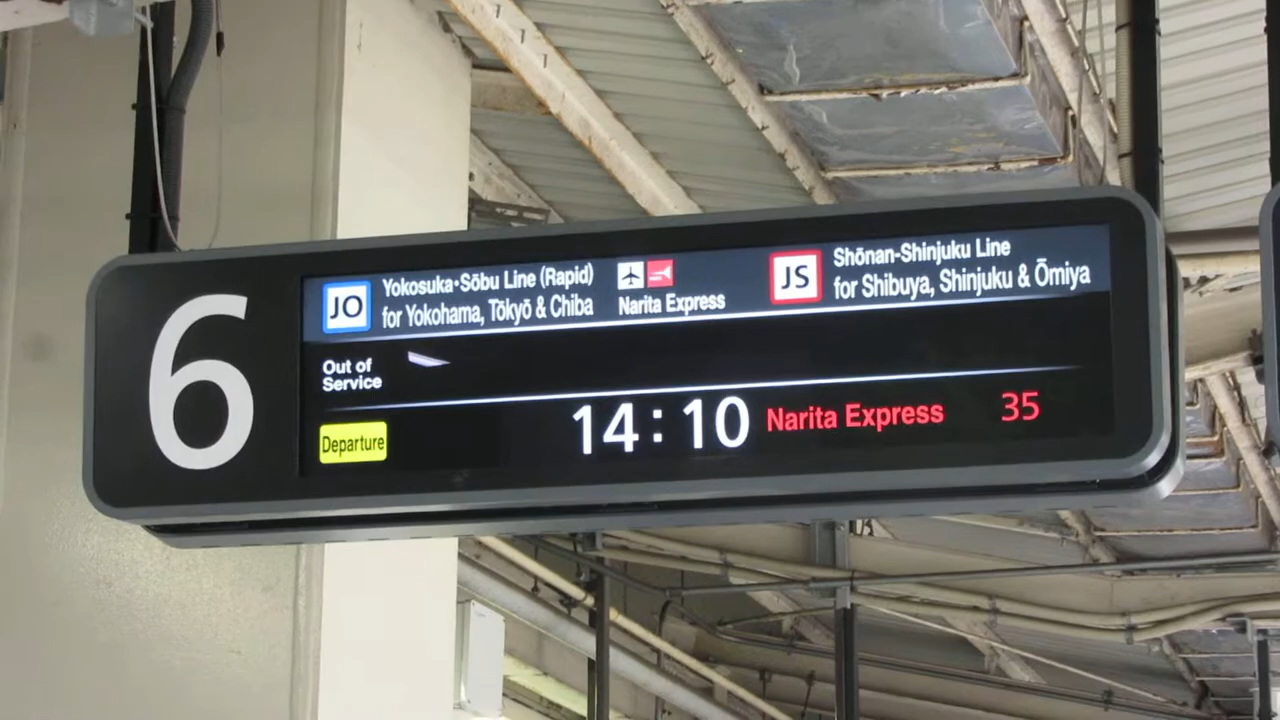 6
JO
Yokosuka•Sōbu Line (Rapid)
for Yokohama, Tōkyō & Chiba
Narita Express
JS
Shōnan-Shinjuku Line
for Shibuya, Shinjuku & Ōmiya
Out of
Service
Departure
14:10 Narita Express 35